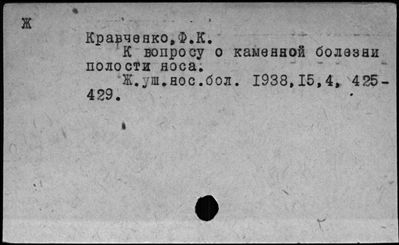 Ж
Кравченко,Ф.К.
К вопросу о каменной болезни
полости носа.
Ж.уш.нос.бол. 1938,15,4, 425-
429.